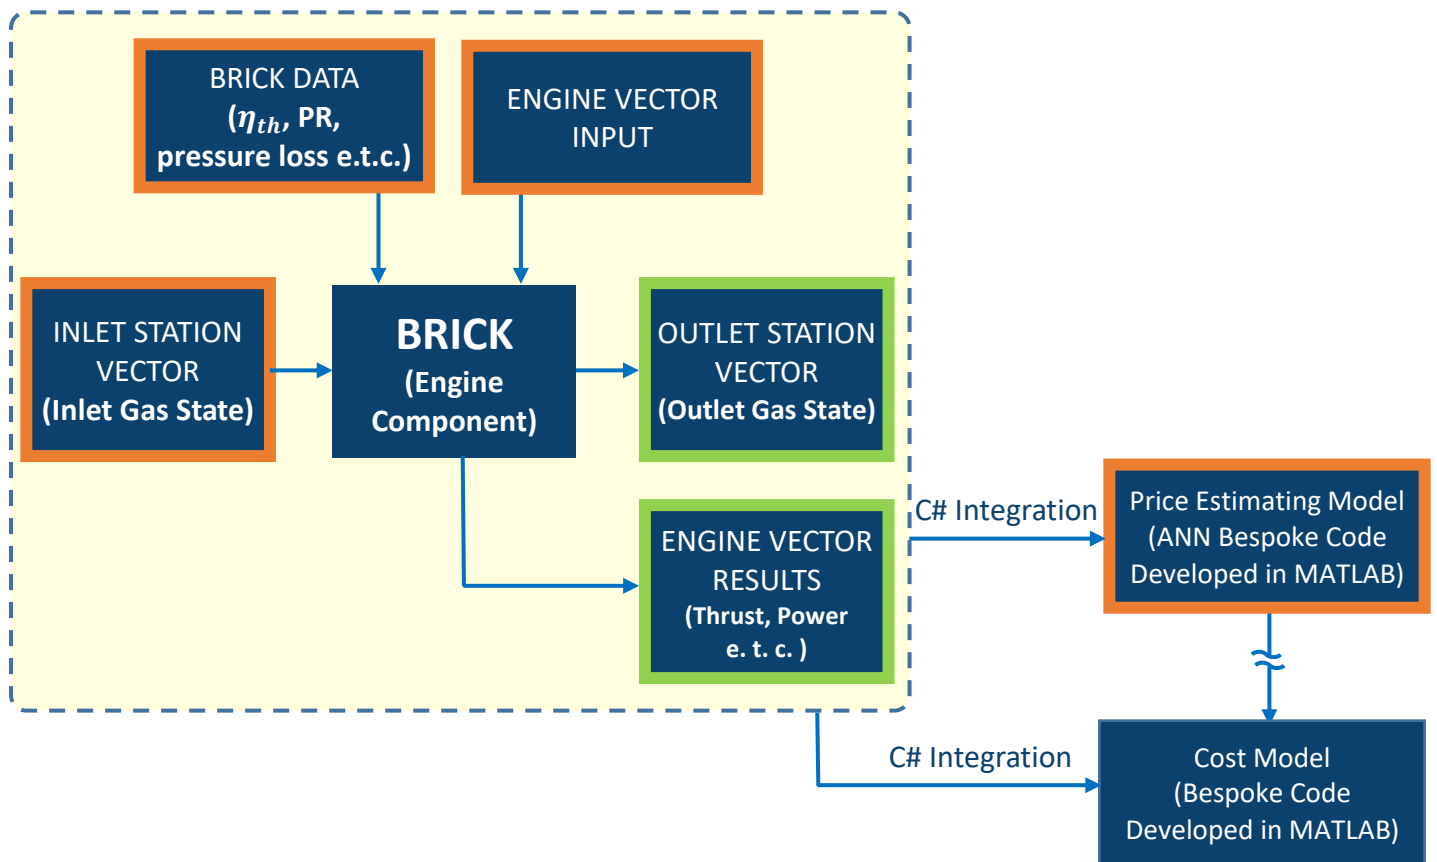 BRICK DATA
(η_th, PR,
pressure loss e.t.c.)
ENGINE VECTOR
INPUT
INLET STATION
VECTOR
(Inlet Gas State)
BRICK
(Engine
Component)
OUTLET STATION
VECTOR
(Outlet Gas State)
ENGINE VECTOR
RESULTS
(Thrust, Power
e. t. c. )
C# Integration
Price Estimating Model
(ANN Bespoke Code
Developed in MATLAB)
C# Integration
Cost Model
(Bespoke Code
Developed in MATLAB)